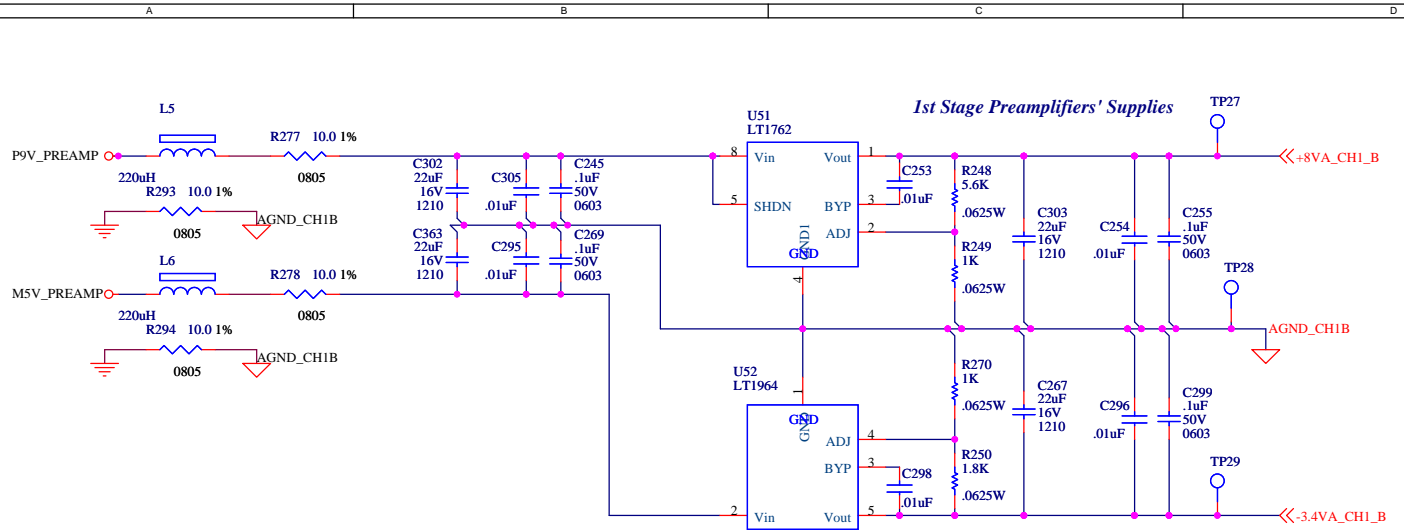 A
B
C
D
1st Stage Preamplifiers' Supplies
L5
220uH
P9V_PREAMP
R277 10.0 1%
0805
R293 10.0 1%
0805
AGND_CH1B
L6
220uH
M5V_PREAMP
R278 10.0 1%
0805
R294 10.0 1%
0805
AGND_CH1B
C302
22uF
16V
1210
C305
.01uF
C245
.1uF
50V
0603
C363
22uF
16V
1210
C295
.01uF
C269
.1uF
50V
0603
U51
LT1762
8
Vin
Vout
1
5
SHDN
BYP
3
ADJ
2
GND1
GND
4
C253
.01uF
R248
5.6K
.0625W
R249
1K
.0625W
C303
22uF
16V
1210
C254
.01uF
C255
.1uF
50V
0603
TP27
+8VA_CH1_B
TP28
AGND_CH1B
U52
LT1964
1
GND
ADJ
4
BYP
3
2
Vin
Vout
5
C298
.01uF
R270
1K
.0625W
R250
1.8K
.0625W
C267
22uF
16V
1210
C296
.01uF
C299
.1uF
50V
0603
TP29
-3.4VA_CH1_B